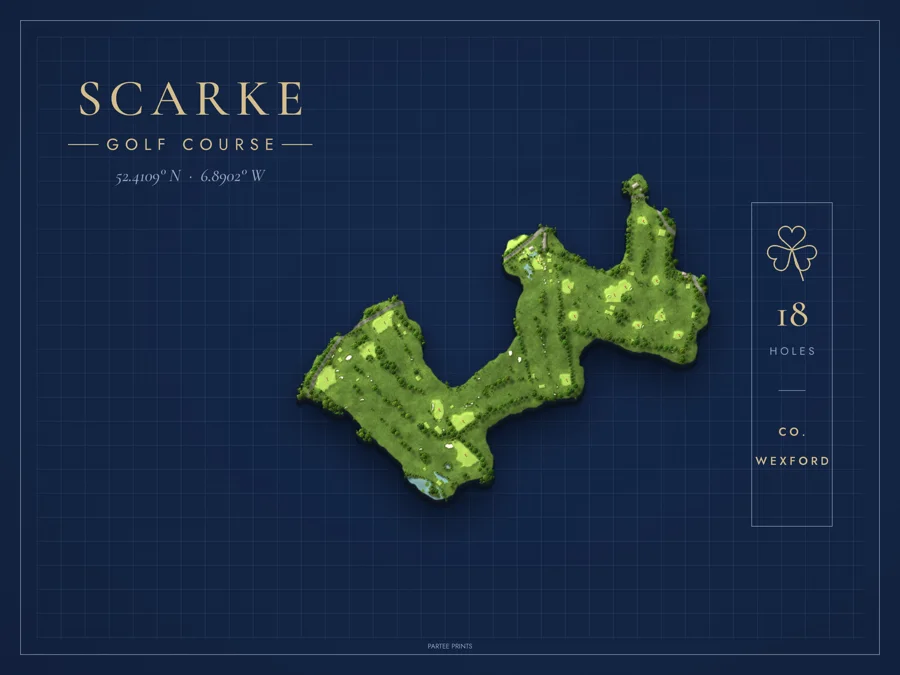 SCARKE
GOLF COURSE
52.4109° N · 6.8902° W
18
HOLES
CO.
WEXFORD
PARTEE PRINTS